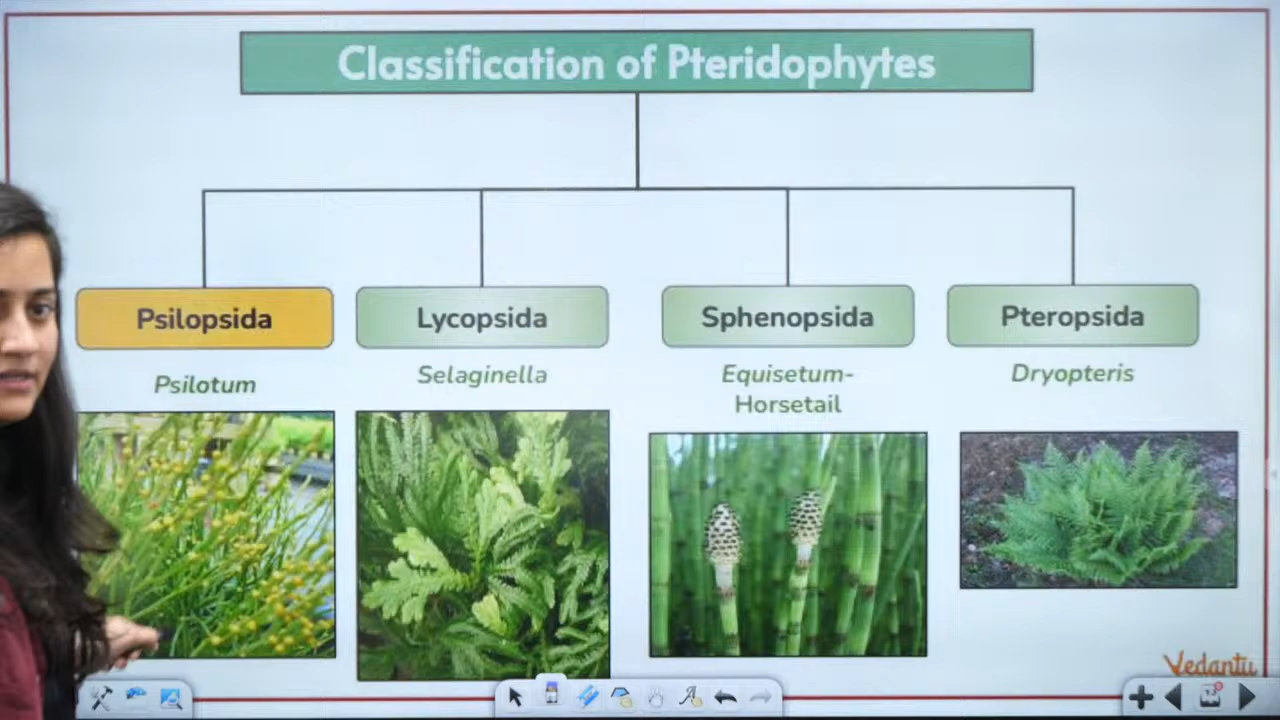 Classification of Pteridophytes
Psilopsida
Lycopsida
Sphenopsida
Pteropsida
Psilotum
Selaginella
Equisetum-
Horsetail
Dryopteris
Vedantu